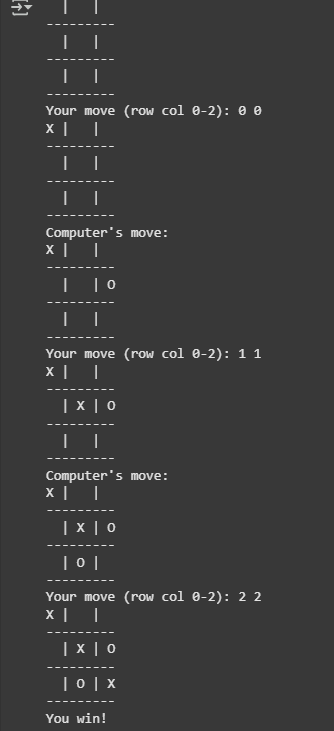 |   |
---------
  |   |
---------
  |   |
---------
Your move (row col 0-2): 0 0
X |   |
---------
  |   |
---------
  |   |
---------
Computer's move:
X |   |
---------
  |   | O
---------
  |   |
---------
Your move (row col 0-2): 1 1
X |   |
---------
  | X | O
---------
  |   |
---------
Computer's move:
X |   |
---------
  | X | O
---------
  | O |
---------
Your move (row col 0-2): 2 2
X |   |
---------
  | X | O
---------
  | O | X
---------
You win!